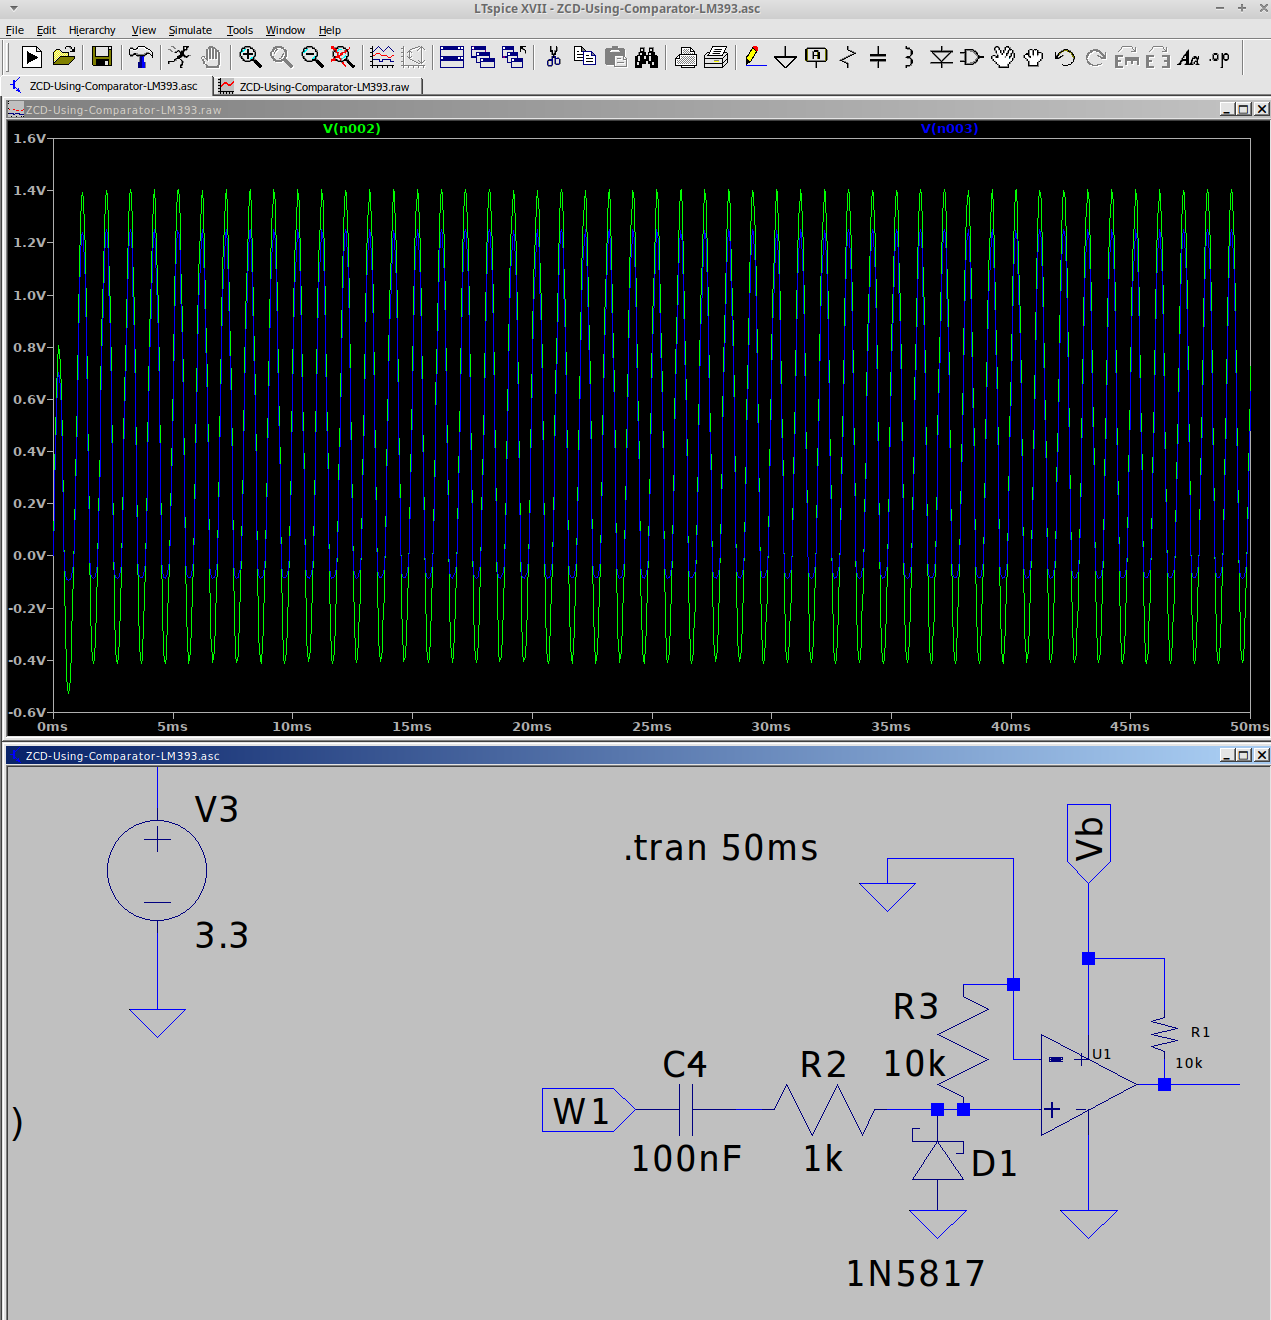 LTspice XVII - ZCD-Using-Comparator-LM393.asc
File Edit Hierarchy View Simulate Tools Window Help
ZCD-Using-Comparator-LM393.asc ZCD-Using-Comparator-LM393.raw
ZCD-Using-Comparator-LM393.raw
V(n002) V(n003)
1.6V
1.4V
1.2V
1.0V
0.8V
0.6V
0.4V
0.2V
0.0V
-0.2V
-0.4V
-0.6V
0ms 5ms 10ms 15ms 20ms 25ms 30ms 35ms 40ms 45ms 50ms
ZCD-Using-Comparator-LM393.asc
V3
3.3
.tran 50ms
Vb
R3
10k
U1
R1
10k
C4
R2
W1
100nF
1k
D1
1N5817
)